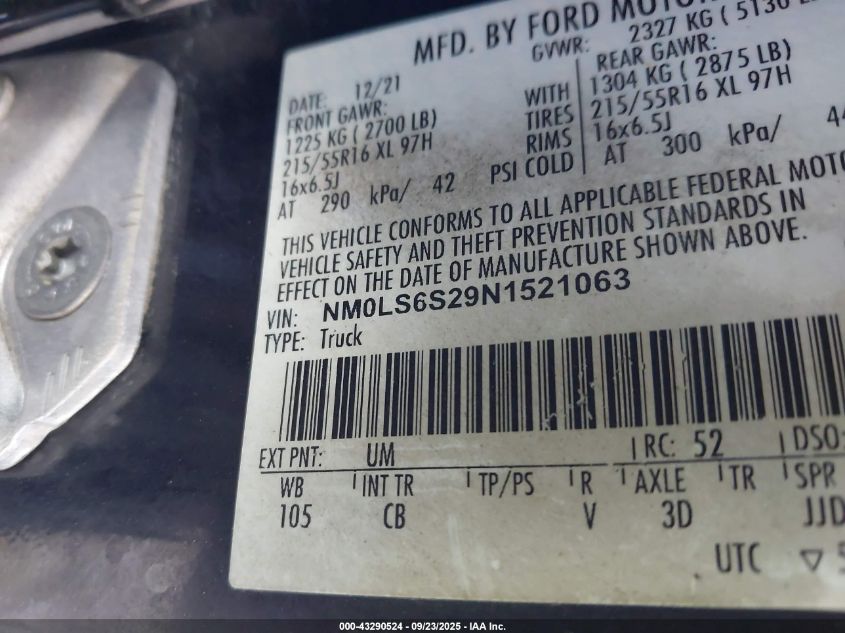 MFD. BY FORD MOTOR
GVWR: 2327 KG ( 5130
DATE: 12/21
FRONT GAWR:
1225 KG ( 2700 LB)
215/55R16 XL 97H
16x6.5J
AT 290 kPa/ 42
WITH
TIRES
RIMS
PSI COLD
REAR GAWR:
1304 KG ( 2875 LB)
215/55R16 XL 97H
16x6.5J
AT 300 kPa/ 44
THIS VEHICLE CONFORMS TO ALL APPLICABLE FEDERAL MOTO
VEHICLE SAFETY AND THEFT PREVENTION STANDARDS IN
EFFECT ON THE DATE OF MANUFACTURE SHOWN ABOVE.
VIN: NM0LS6S29N1521063
TYPE: Truck
EXT PNT: UM RC: 52 DSO:
WB INT TR TP/PS R AXLE TR SPR
105 CB V 3D JJD
UTC
000-43290524 - 09/23/2025 - IAA Inc.